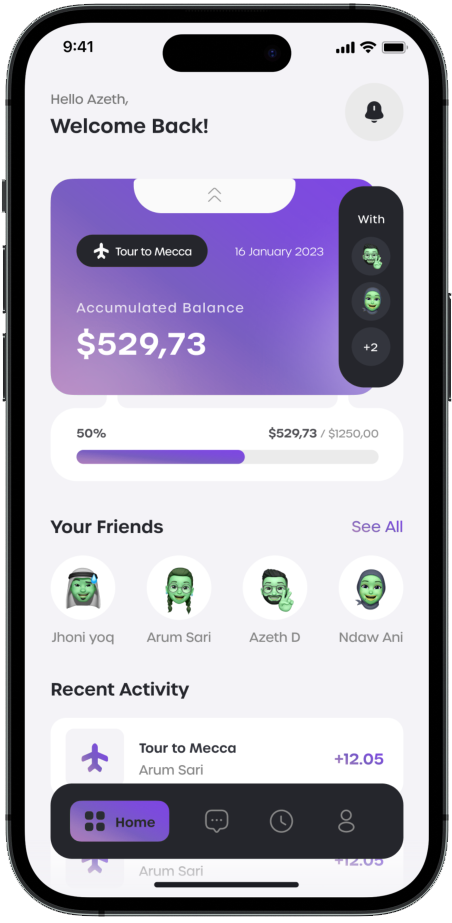 9:41
Hello Azeth,
Welcome Back!
With
Tour to Mecca
16 January 2023
Accumulated Balance
$529,73
+2
50%
$529,73 / $1250,00
Your Friends
See All
Jhoni yoq
Arum Sari
Azeth D
Ndaw Ani
Recent Activity
Tour to Mecca
Arum Sari
+12.05
Home
Arum Sari
+12.05